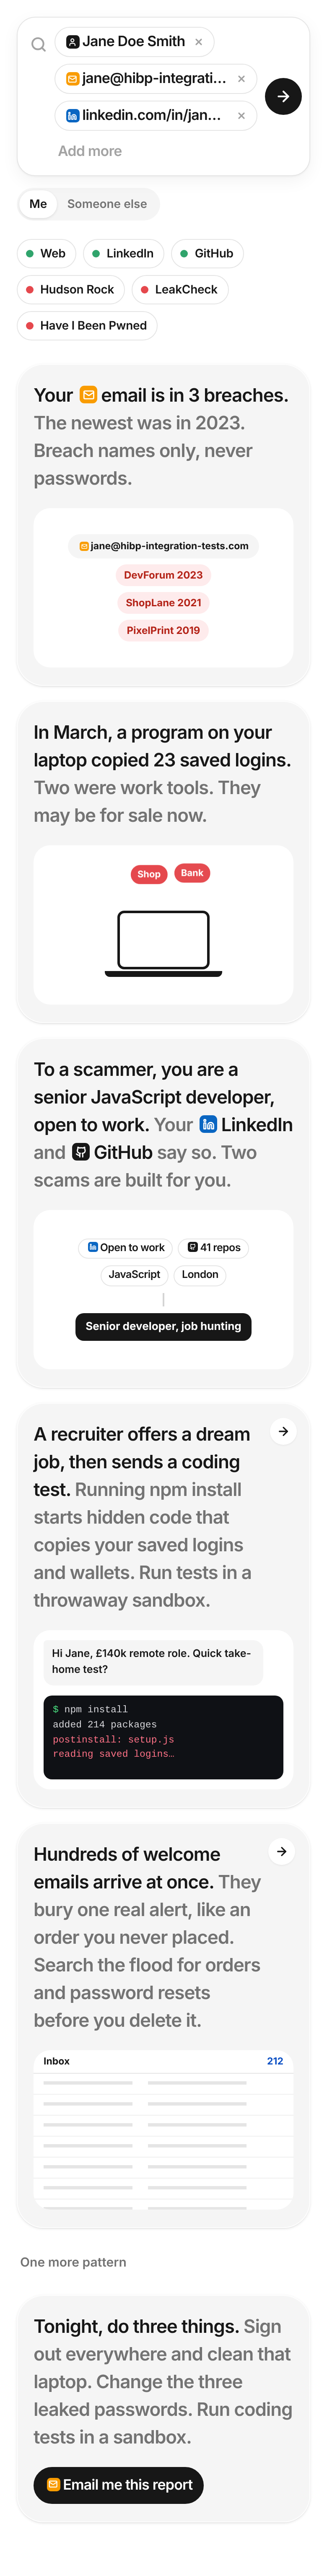 Jane Doe Smith ×
jane@hibp-integrati... ×
linkedin.com/in/jan... ×
Add more
Me Someone else
Web LinkedIn GitHub
Hudson Rock LeakCheck
Have I Been Pwned
Your email is in 3 breaches.
The newest was in 2023.
Breach names only, never
passwords.
jane@hibp-integration-tests.com
DevForum 2023
ShopLane 2021
PixelPrint 2019
In March, a program on your
laptop copied 23 saved logins.
Two were work tools. They
may be for sale now.
Shop Bank
To a scammer, you are a
senior JavaScript developer,
open to work. Your LinkedIn
and GitHub say so. Two
scams are built for you.
Open to work 41 repos
JavaScript London
Senior developer, job hunting
A recruiter offers a dream
job, then sends a coding
test. Running npm install
starts hidden code that
copies your saved logins
and wallets. Run tests in a
throwaway sandbox.
Hi Jane, £140k remote role. Quick take-
home test?
$ npm install
added 214 packages
postinstall: setup.js
reading saved logins…
Hundreds of welcome
emails arrive at once. They
bury one real alert, like an
order you never placed.
Search the flood for orders
and password resets
before you delete it.
Inbox 212
One more pattern
Tonight, do three things. Sign
out everywhere and clean that
laptop. Change the three
leaked passwords. Run coding
tests in a sandbox.
Email me this report